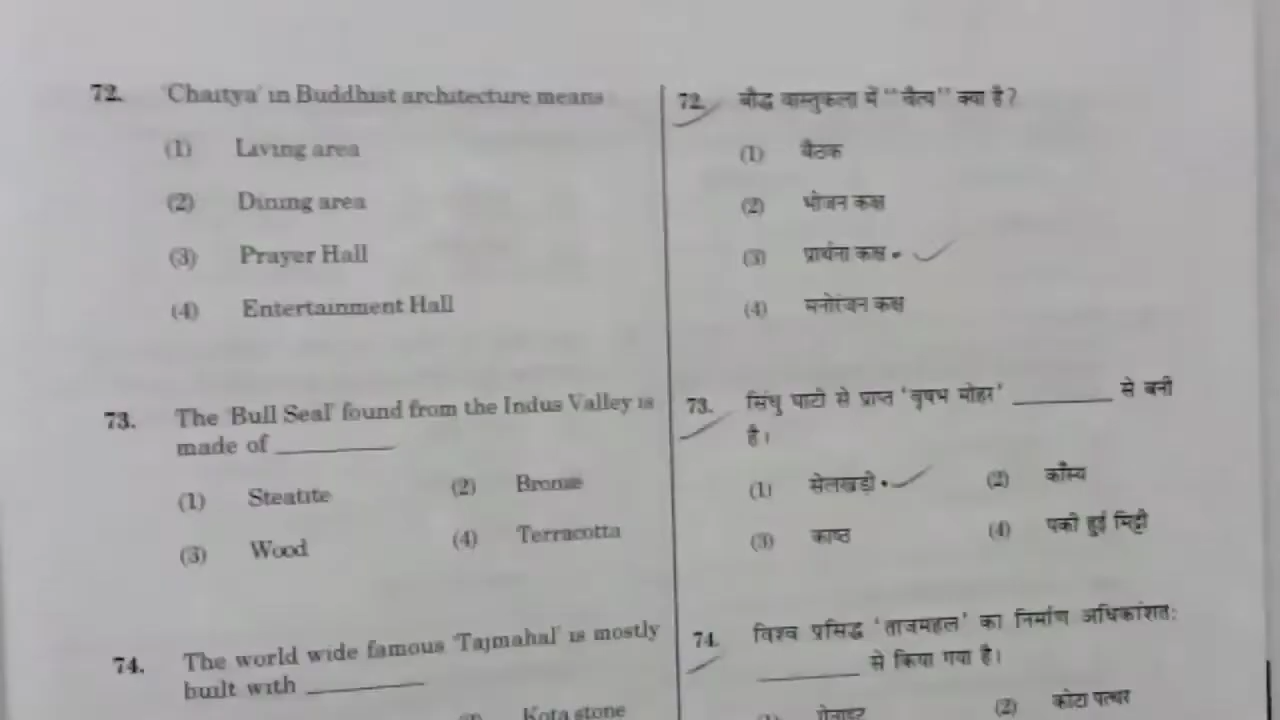 72. 'Chaitya' in Buddhist architecture means
(1) Living area
(2) Dining area
(3) Prayer Hall
(4) Entertainment Hall
73. The 'Bull Seal' found from the Indus Valley is
made of ________
(1) Steatite (2) Bronze
(3) Wood (4) Terracotta
74. The world wide famous 'Tajmahal' is mostly
built with ________
Kota stone
72. बौद्ध वास्तुकला में "चैत्य" क्या है?
(1) बैठक
(2) भोजन कक्ष
(3) प्रार्थना कक्ष
(4) मनोरंजन कक्ष
73. सिंधु घाटी से प्राप्त 'वृषभ मोहर' ________ से बनी
है।
(1) सेलखड़ी (2) काँस्य
(3) काष्ठ (4) पकी हुई मिट्टी
74. विश्व प्रसिद्ध 'ताजमहल' का निर्माण अधिकांशतः
________ से किया गया है।
(1) ग्रेनाइट (2) कोटा पत्थर